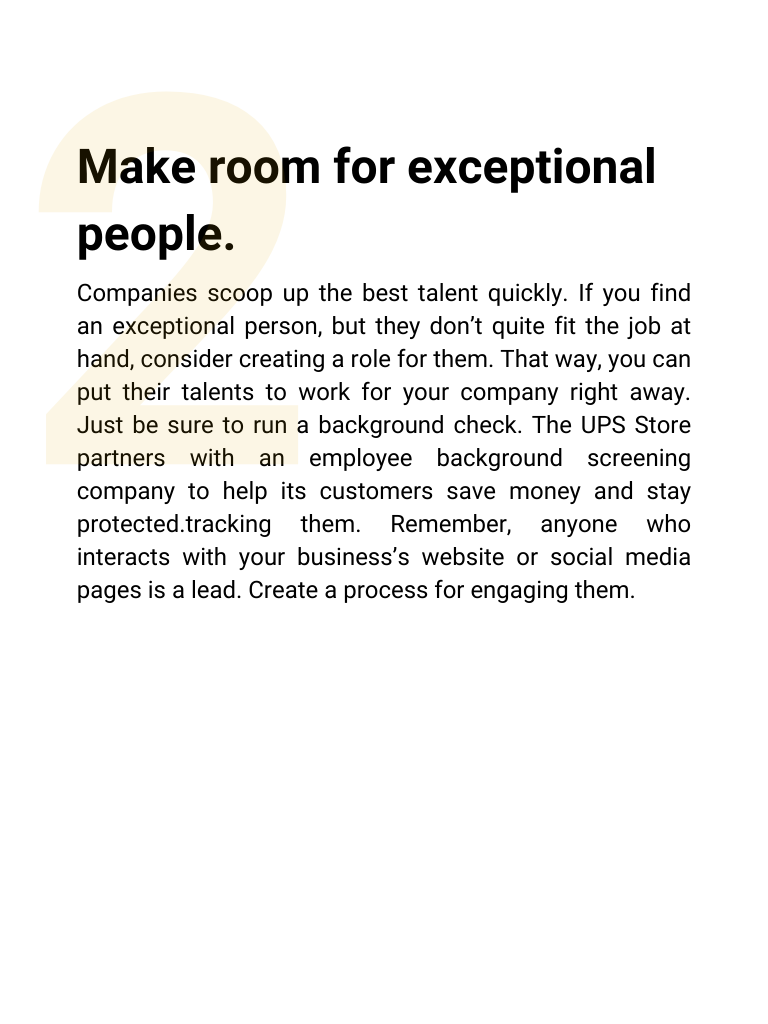 2
Make room for exceptional
people.
Companies scoop up the best talent quickly. If you find
an exceptional person, but they don’t quite fit the job at
hand, consider creating a role for them. That way, you can
put their talents to work for your company right away.
Just be sure to run a background check. The UPS Store
partners with an employee background screening
company to help its customers save money and stay
protected.tracking them. Remember, anyone who
interacts with your business’s website or social media
pages is a lead. Create a process for engaging them.